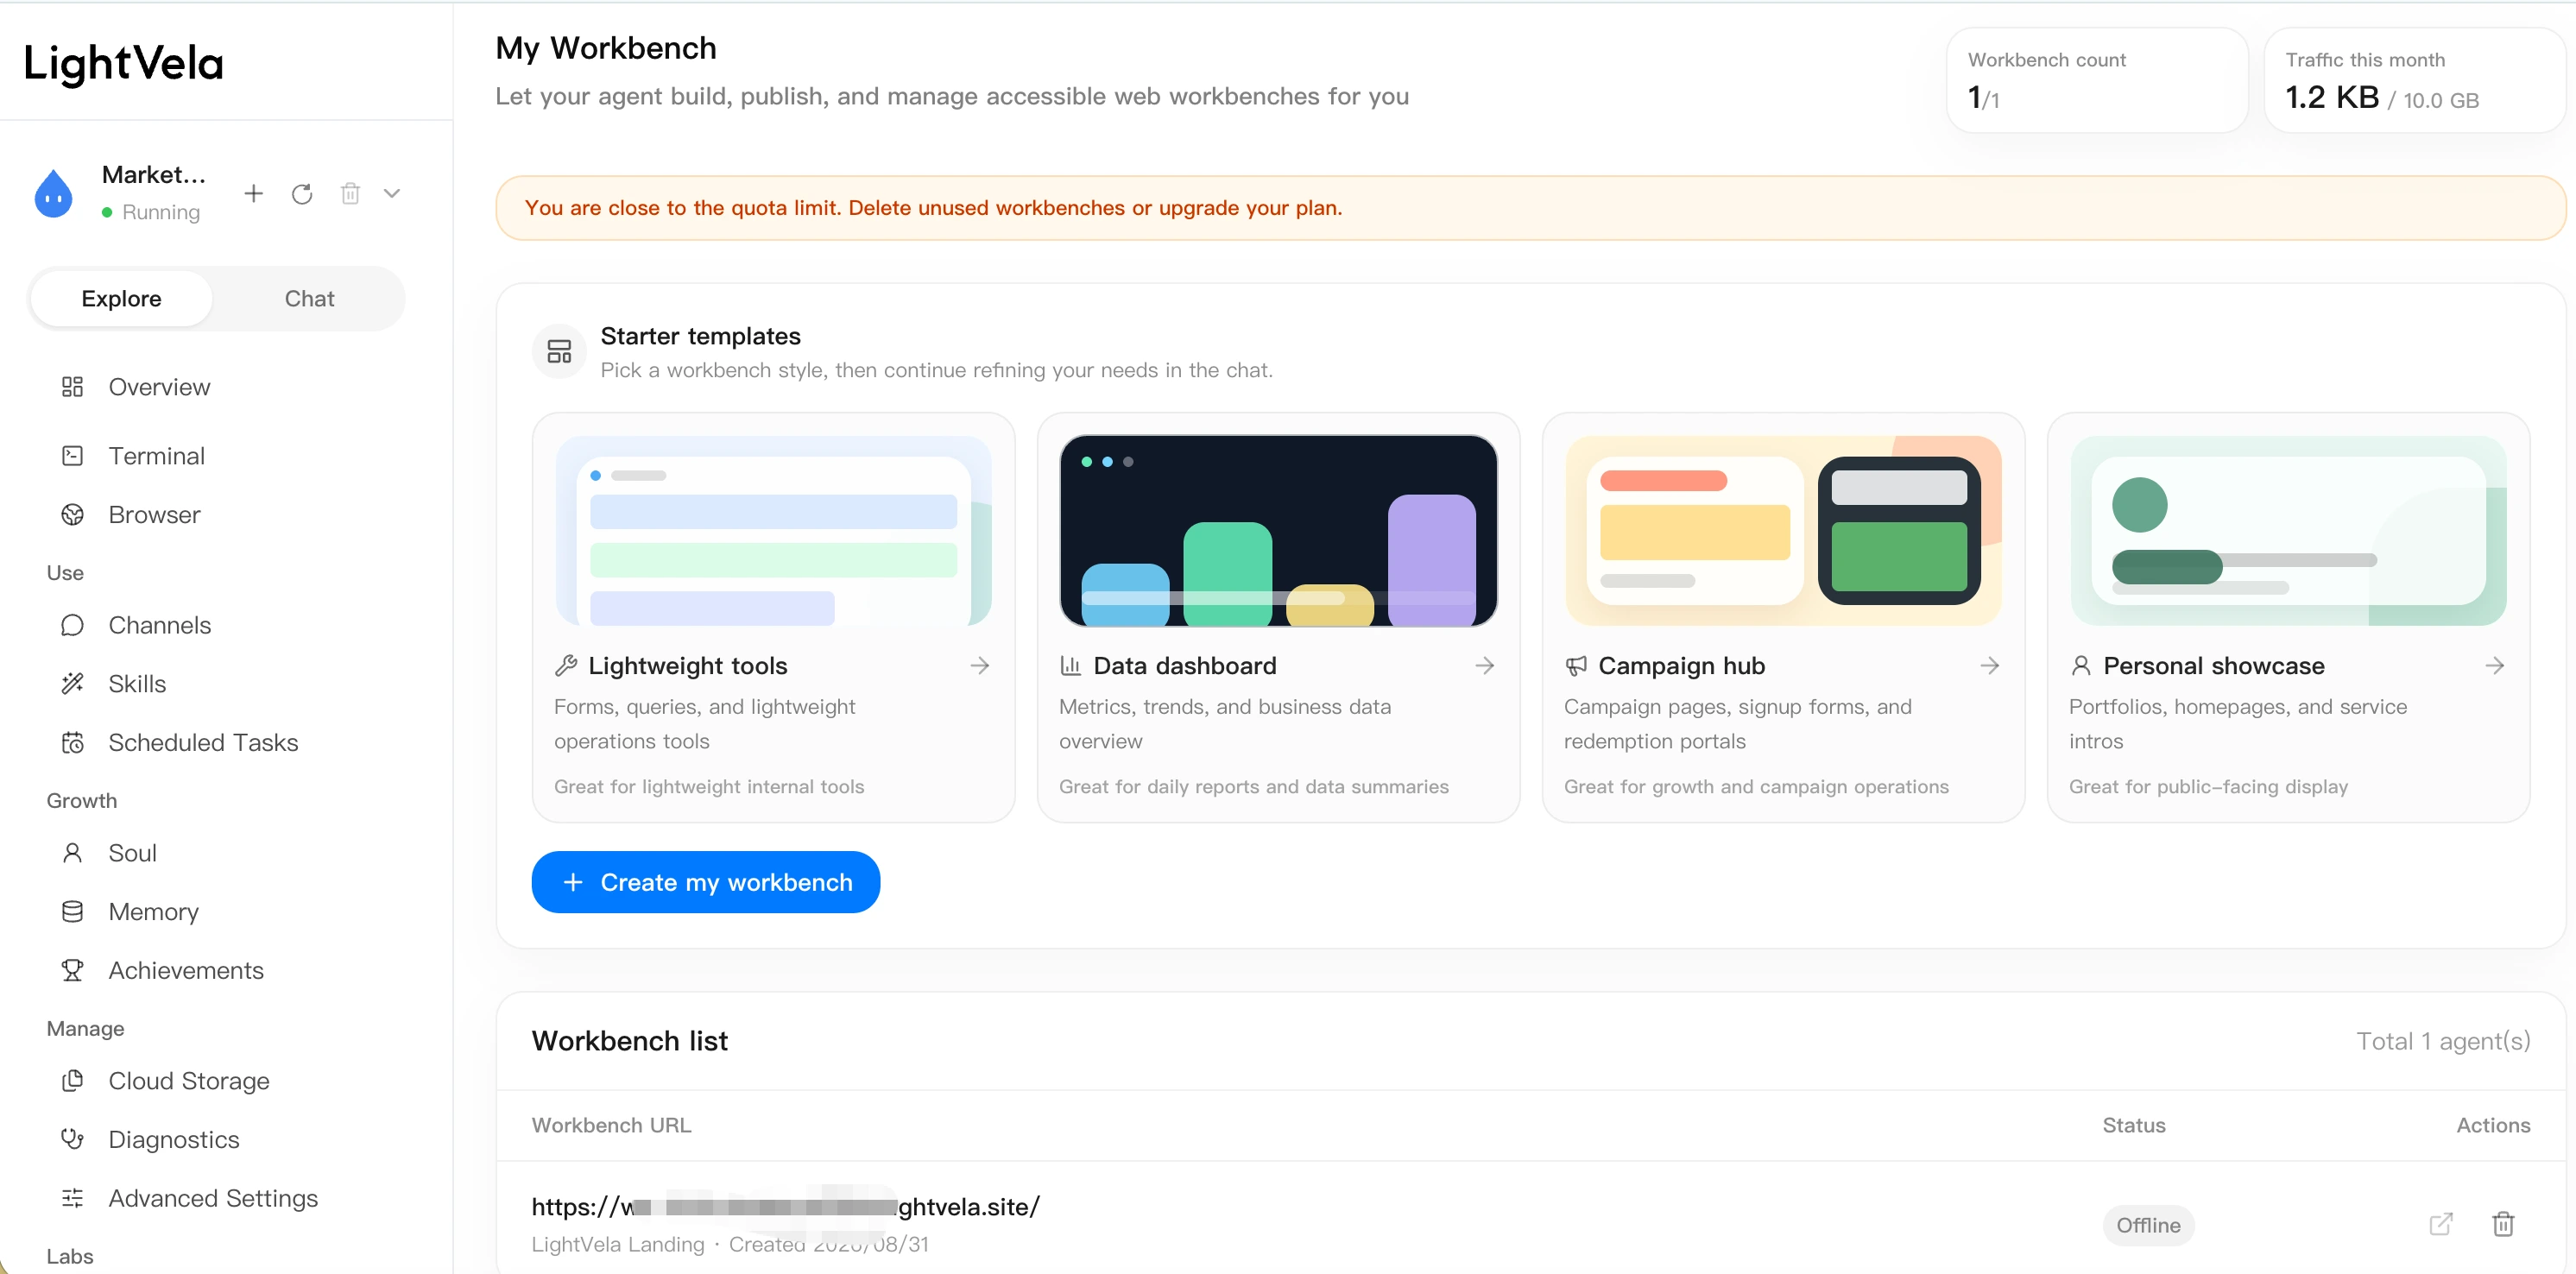 LightVela
Market...
Running
Explore
Chat
Overview
Terminal
Browser
Use
Channels
Skills
Scheduled Tasks
Growth
Soul
Memory
Achievements
Manage
Cloud Storage
Diagnostics
Advanced Settings
Labs
My Workbench
Let your agent build, publish, and manage accessible web workbenches for you
Workbench count
1/1
Traffic this month
1.2 KB / 10.0 GB
You are close to the quota limit. Delete unused workbenches or upgrade your plan.
Starter templates
Pick a workbench style, then continue refining your needs in the chat.
Lightweight tools
Forms, queries, and lightweight
operations tools
Great for lightweight internal tools
Data dashboard
Metrics, trends, and business data
overview
Great for daily reports and data summaries
Campaign hub
Campaign pages, signup forms, and
redemption portals
Great for growth and campaign operations
Personal showcase
Portfolios, homepages, and service
intros
Great for public-facing display
+ Create my workbench
Workbench list
Total 1 agent(s)
Workbench URL
Status
Actions
https://w ghtvela.site/
Offline
LightVela Landing · Created /08/31